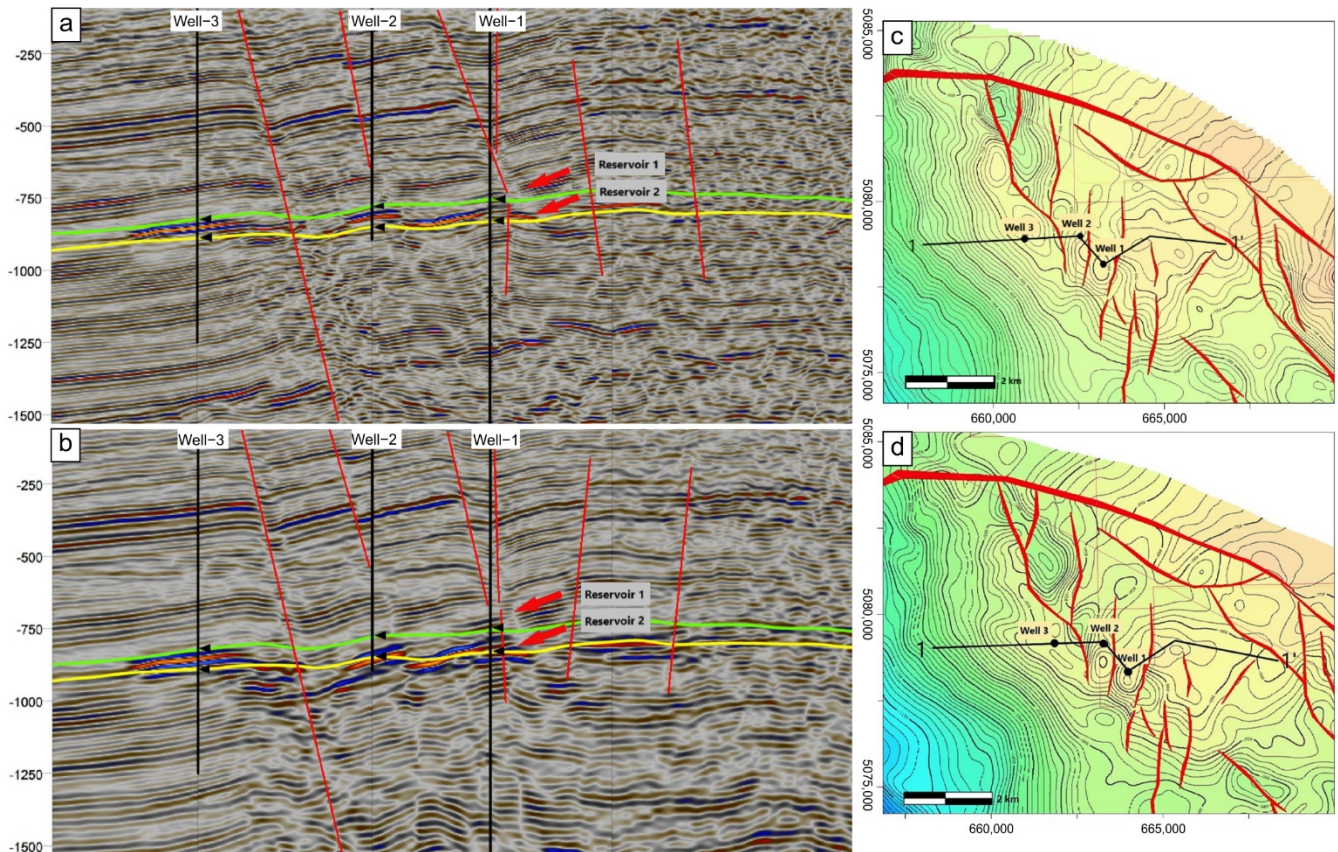 a
Well-3
Well-2
Well-1
-250
-500
-750
-1000
-1250
-1500
Reservoir 1
Reservoir 2
b
Well-3
Well-2
Well-1
-250
-500
-750
-1000
-1250
-1500
Reservoir 1
Reservoir 2
c
5085,000
5080,000
5075,000
Well 3
Well 2
Well 1
1
1'
2 km
660,000
665,000
d
5085,000
5080,000
5075,000
Well 3
Well 2
Well 1
1
1'
2 km
660,000
665,000